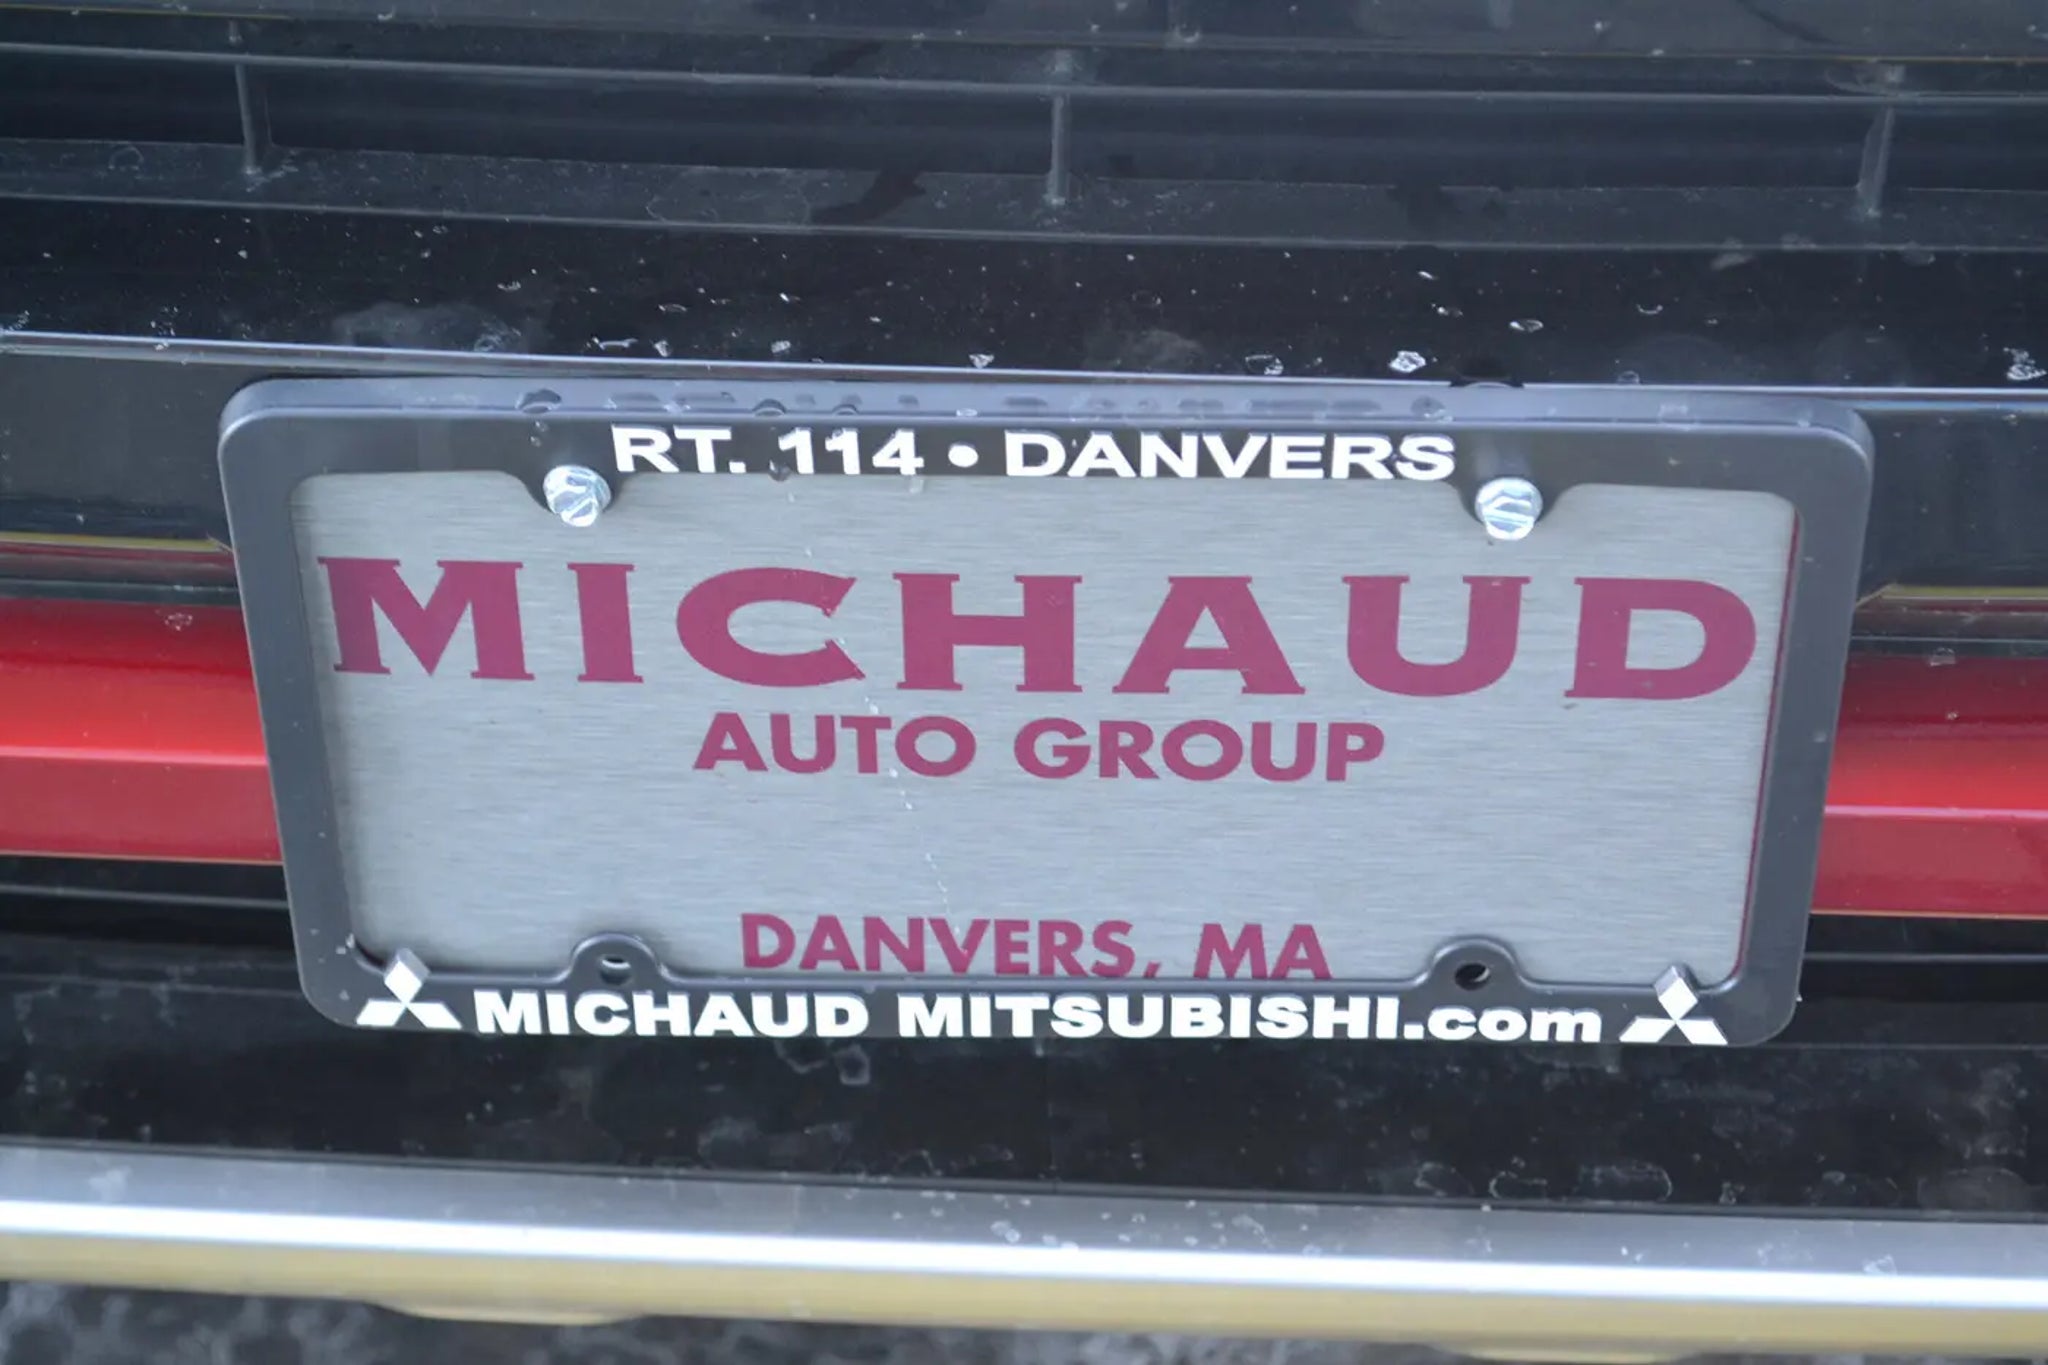 RT. 114 • DANVERS
MICHAUD
AUTO GROUP
DANVERS, MA
MICHAUD MITSUBISHI.com